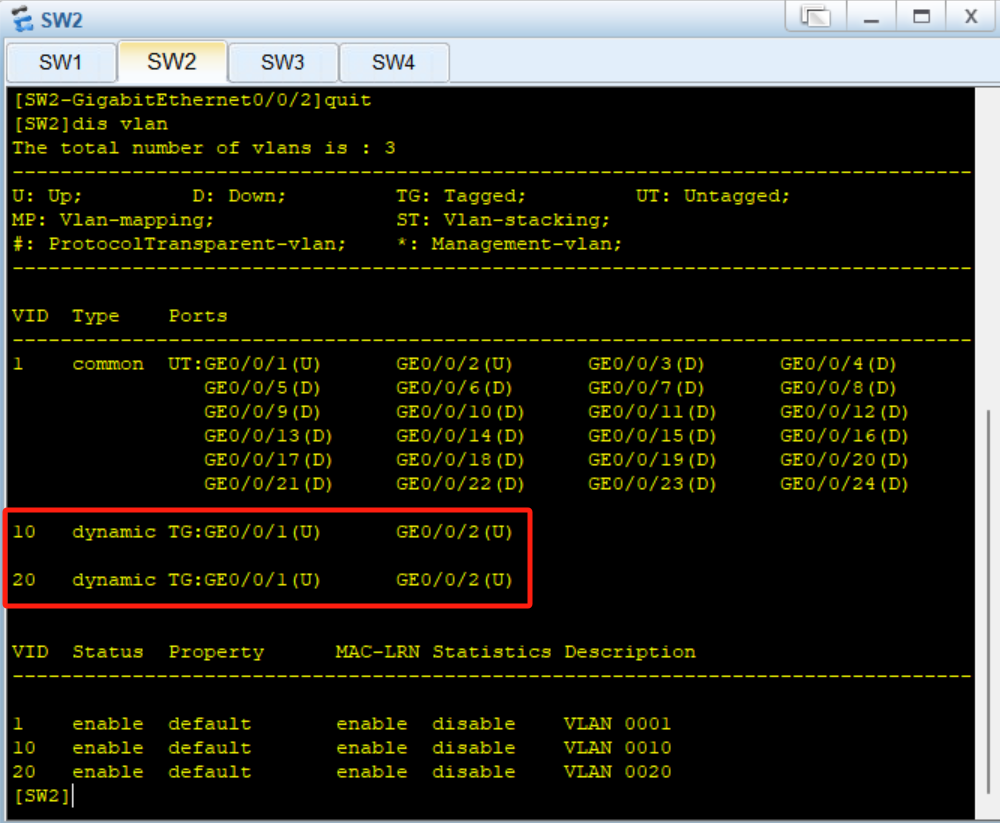 SW2
SW1 SW2 SW3 SW4
[SW2-GigabitEthernet0/0/2]quit
[SW2]dis vlan
The total number of vlans is : 3
--------------------------------------------------------------------------------
U: Up; D: Down; TG: Tagged; UT: Untagged;
MP: Vlan-mapping; ST: Vlan-stacking;
#: ProtocolTransparent-vlan; *: Management-vlan;
--------------------------------------------------------------------------------
VID Type Ports
--------------------------------------------------------------------------------
1 common UT:GE0/0/1(U) GE0/0/2(U) GE0/0/3(D) GE0/0/4(D)
GE0/0/5(D) GE0/0/6(D) GE0/0/7(D) GE0/0/8(D)
GE0/0/9(D) GE0/0/10(D) GE0/0/11(D) GE0/0/12(D)
GE0/0/13(D) GE0/0/14(D) GE0/0/15(D) GE0/0/16(D)
GE0/0/17(D) GE0/0/18(D) GE0/0/19(D) GE0/0/20(D)
GE0/0/21(D) GE0/0/22(D) GE0/0/23(D) GE0/0/24(D)
10 dynamic TG:GE0/0/1(U) GE0/0/2(U)
20 dynamic TG:GE0/0/1(U) GE0/0/2(U)
VID Status Property MAC-LRN Statistics Description
--------------------------------------------------------------------------------
1 enable default enable disable VLAN 0001
10 enable default enable disable VLAN 0010
20 enable default enable disable VLAN 0020
[SW2]